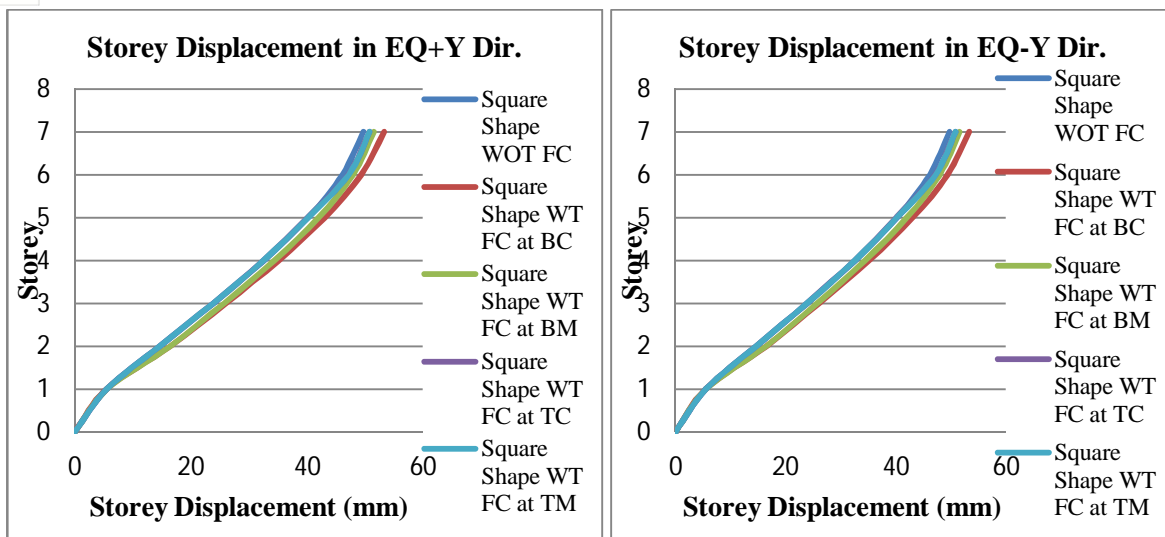 Storey Displacement in EQ+Y Dir.
8
7
6
5
4
3
2
1
0
Storey
0 20 40 60
Storey Displacement (mm)
Square
Shape
WOT FC
Square
Shape WT
FC at BC
Square
Shape WT
FC at BM
Square
Shape WT
FC at TC
Square
Shape WT
FC at TM
Storey Displacement in EQ-Y Dir.
8
7
6
5
4
3
2
1
0
Storey
0 20 40 60
Storey Displacement (mm)
Square
Shape
WOT FC
Square
Shape WT
FC at BC
Square
Shape WT
FC at BM
Square
Shape WT
FC at TC
Square
Shape WT
FC at TM